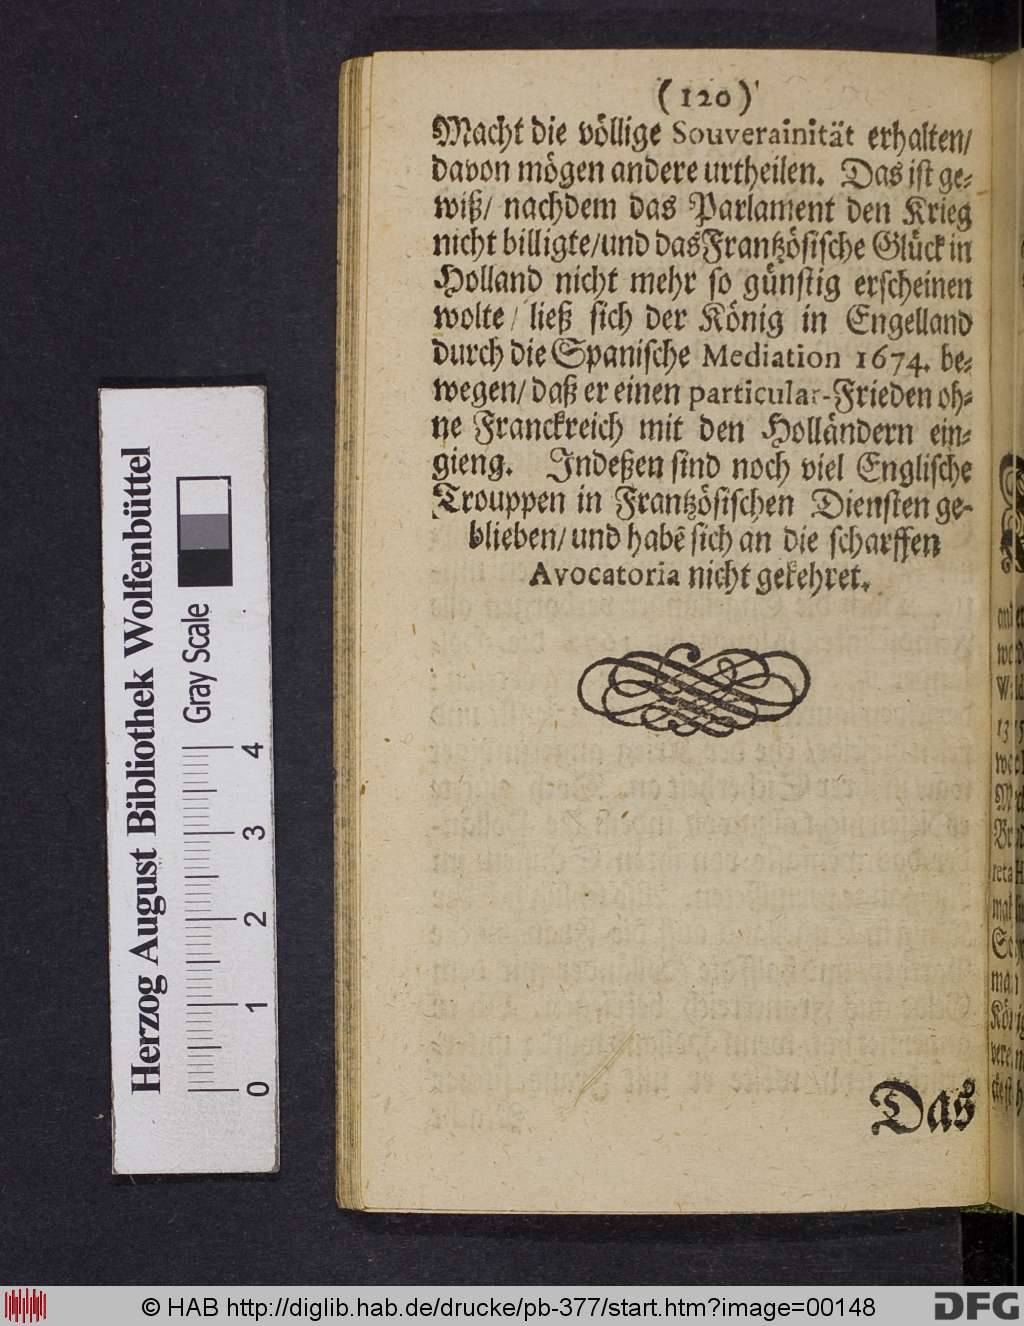 (120)
Macht die völlige Souverainität erhalten/
davon mögen andere urtheilen. Das ist ge-
wiß/ nachdem das Parlament den Krieg
nicht billigte/und das Frantzösische Glück in
Holland nicht mehr so günstig erscheinen
wolte/ ließ sich der König in Engelland
durch die Spanische Mediation 1674. be-
wegen/ daß er einen particular-Frieden oh-
ne Franckreich mit den Holländern ein-
gieng. Indeßen sind noch viel Englische
Trouppen in Frantzösischen Diensten ge-
blieben/ und habē sich an die scharffen
Avocatoria nicht gekehret.
Das
Herzog August Bibliothek Wolfenbüttel
Gray Scale
0 1 2 3 4
© HAB http://diglib.hab.de/drucke/pb-377/start.htm?image=00148
DFG